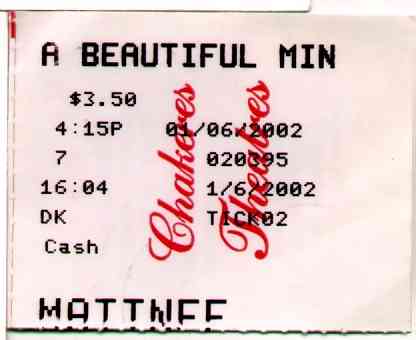 A BEAUTIFUL MIN
$3.50
4:15P 01/06/2002
7 020395
16:04 1/6/2002
DK TICK02
Cash
Chakeres
Theatres
MATINEE